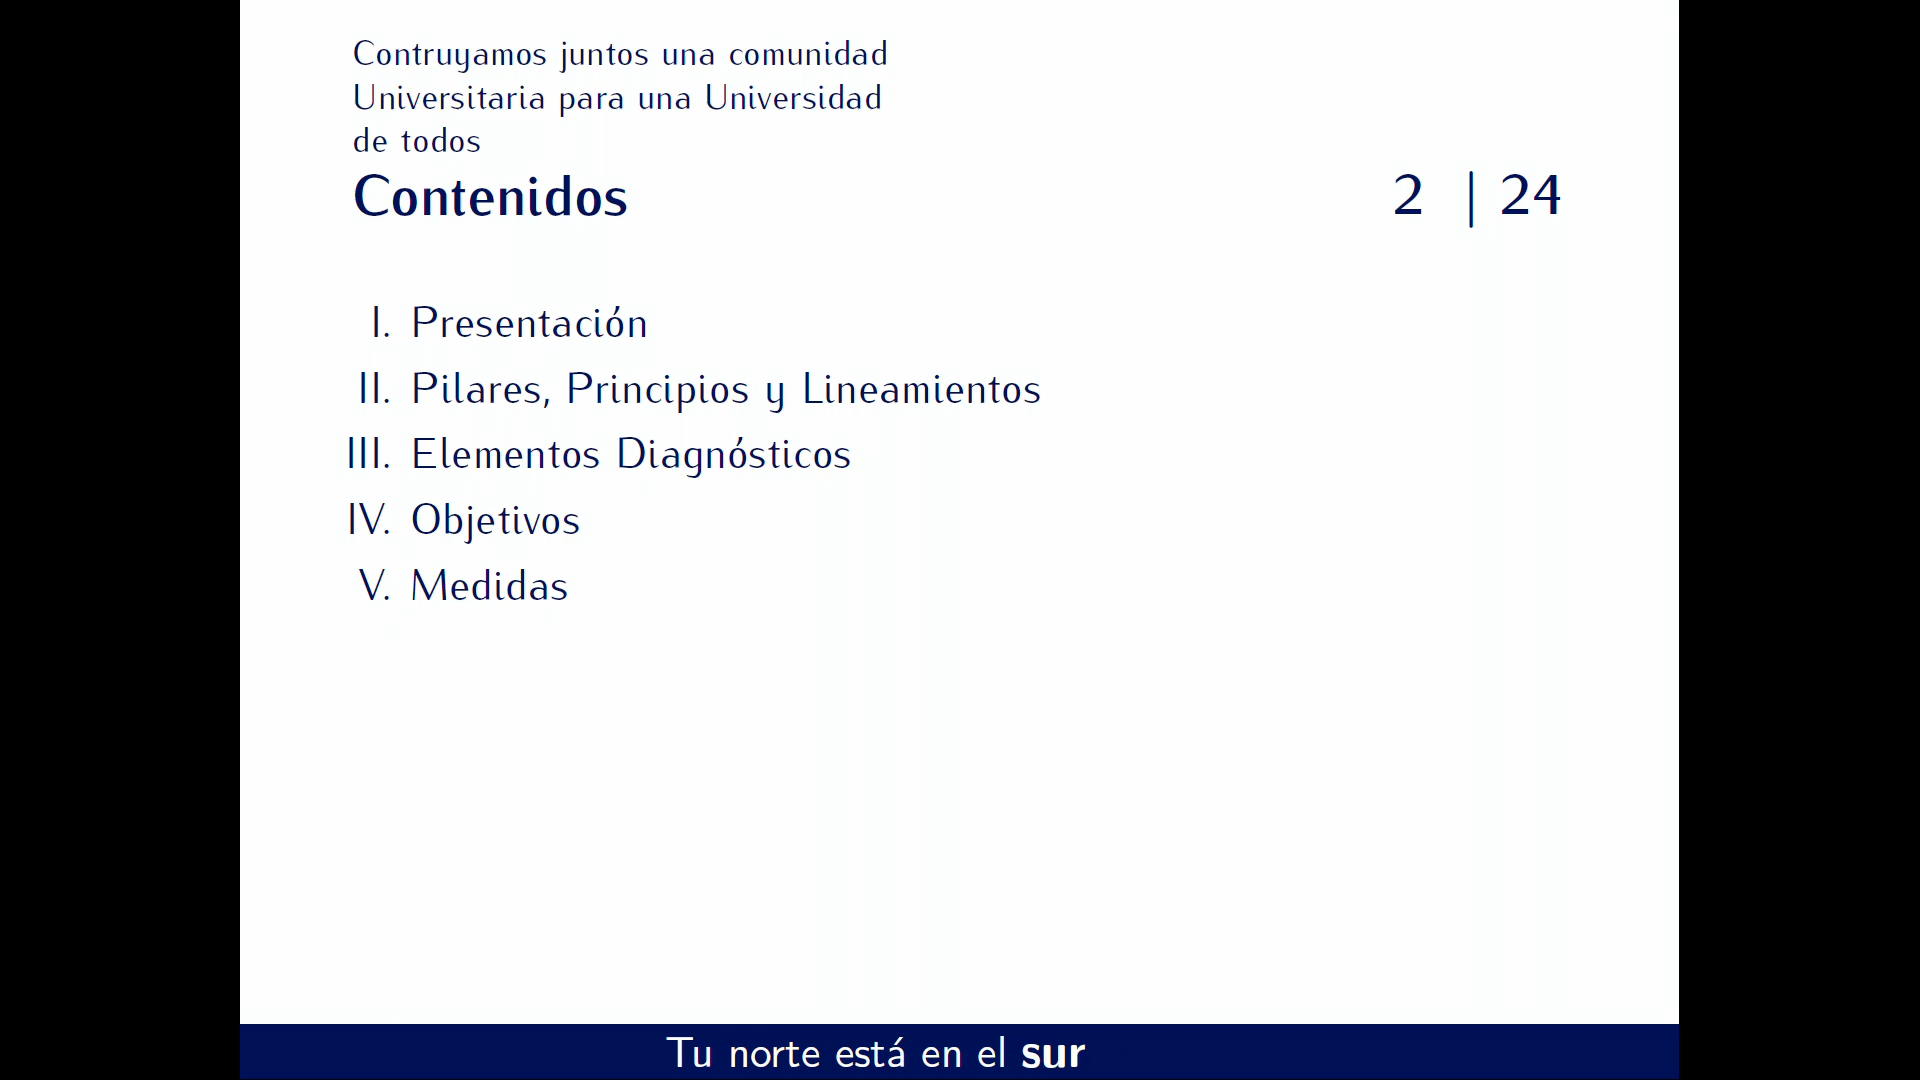 Contruyamos juntos una comunidad
Universitaria para una Universidad
de todos
Contenidos
2 | 24
I. Presentación
II. Pilares, Principios y Lineamientos
III. Elementos Diagnósticos
IV. Objetivos
V. Medidas
Tu norte está en el sur